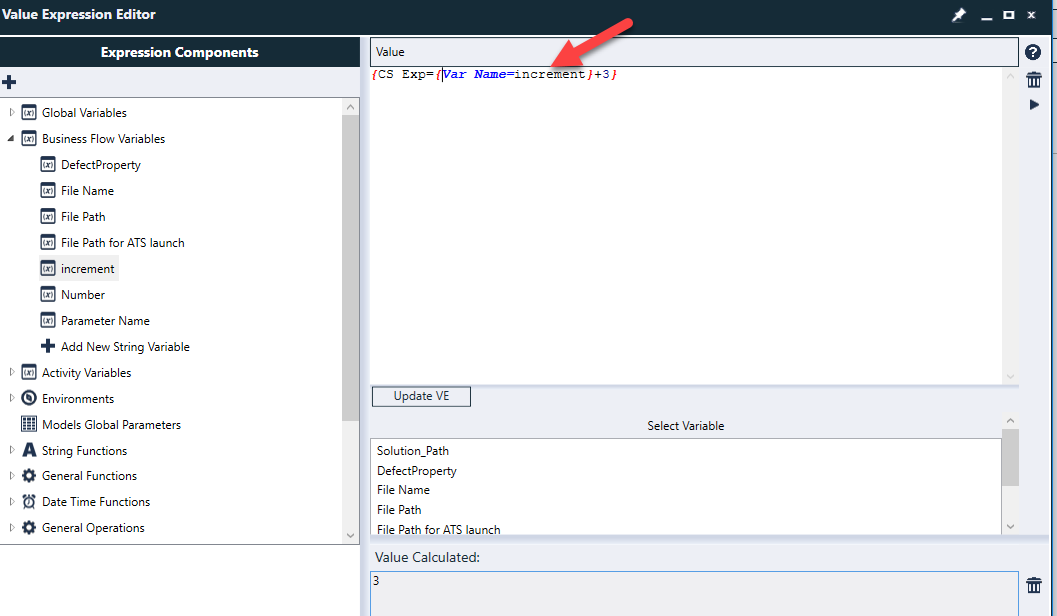 Value Expression Editor
Expression Components
Global Variables
Business Flow Variables
DefectProperty
File Name
File Path
File Path for ATS launch
increment
Number
Parameter Name
Add New String Variable
Activity Variables
Environments
Models Global Parameters
String Functions
General Functions
Date Time Functions
General Operations
Value
{CS Exp={Var Name=increment}+3}
Update VE
Select Variable
Solution_Path
DefectProperty
File Name
File Path
File Path for ATS launch
Value Calculated:
3